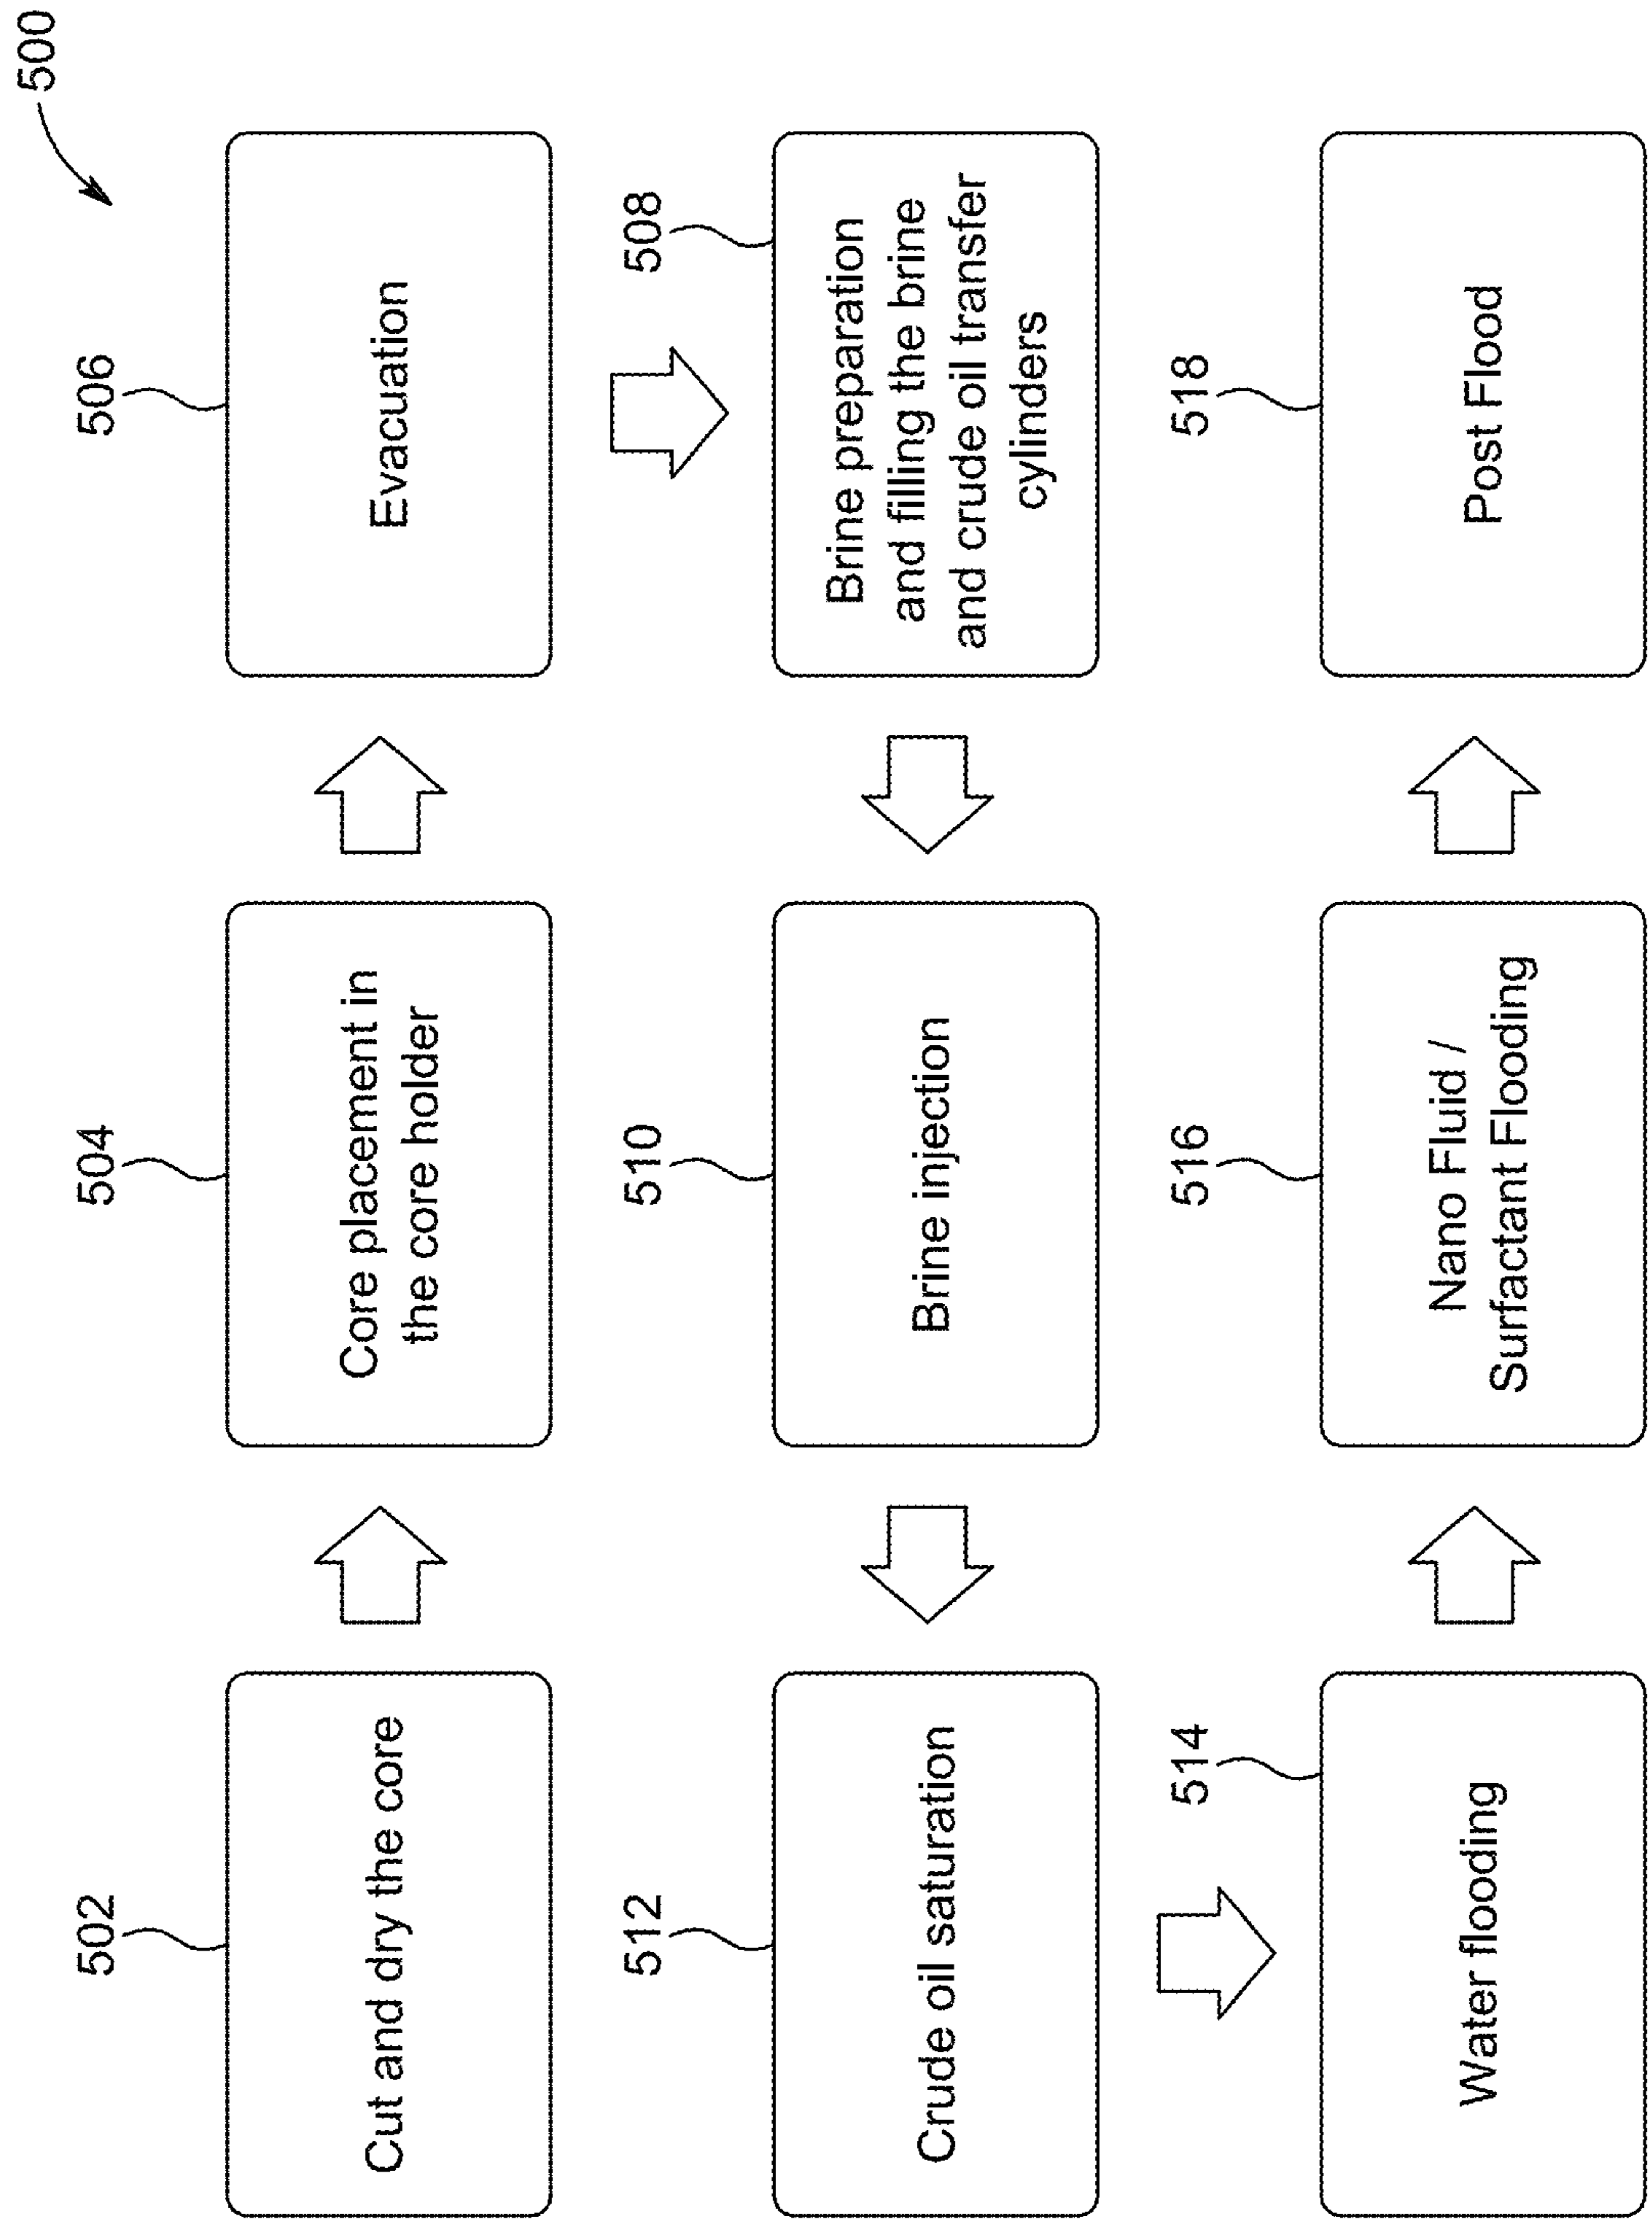 500
502
Cut and dry the core
504
Core placement in
the core holder
506
Evacuation
508
Brine preparation
and filling the brine
and crude oil transfer
cylinders
510
Brine injection
512
Crude oil saturation
514
Water flooding
516
Nano Fluid /
Surfactant Flooding
518
Post Flood